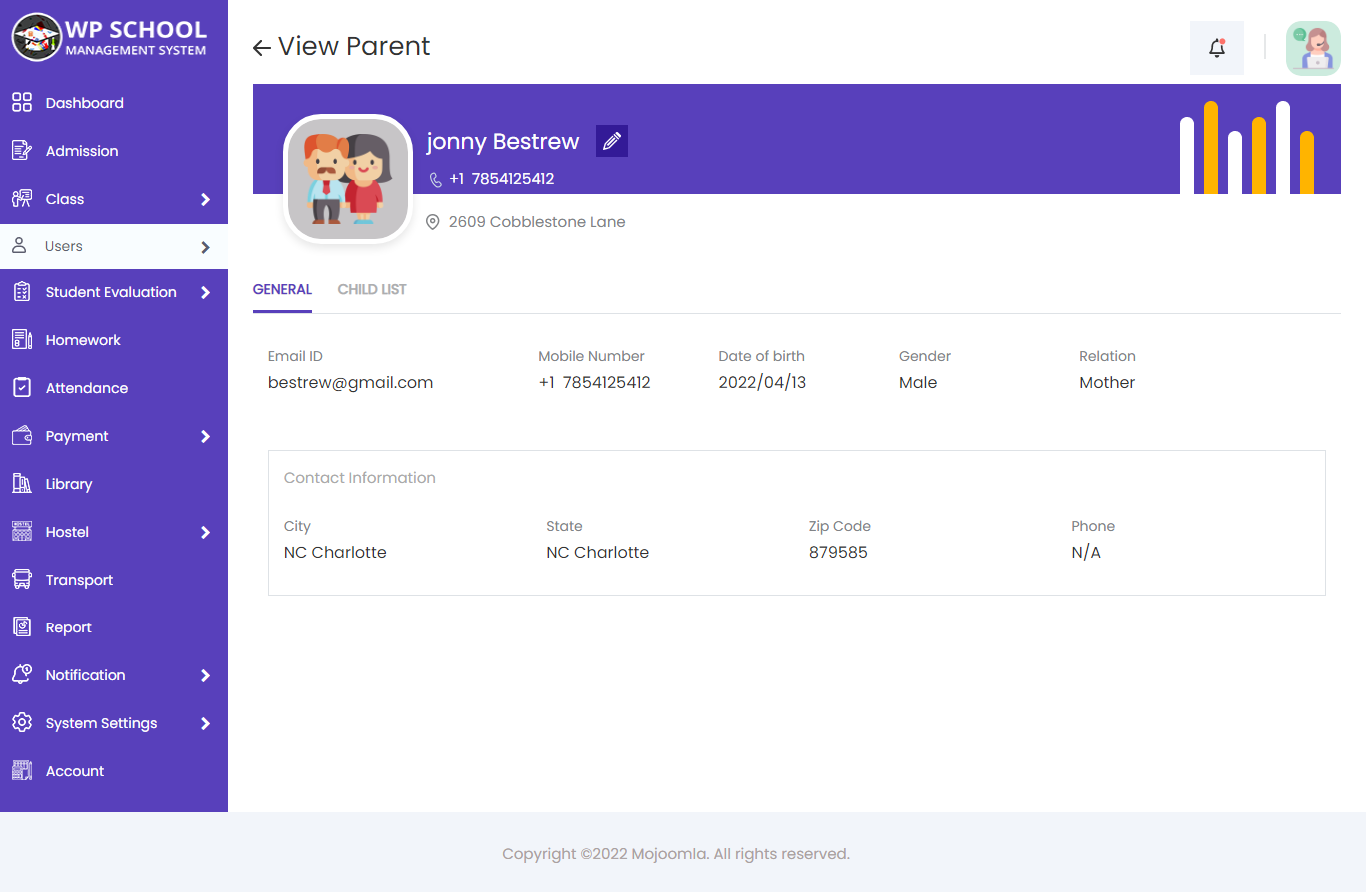 WP SCHOOL
MANAGEMENT SYSTEM
Dashboard
Admission
Class
Users
Student Evaluation
Homework
Attendance
Payment
Library
Hostel
Transport
Report
Notification
System Settings
Account
View Parent
jonny Bestrew
+1 7854125412
2609 Cobblestone Lane
GENERAL CHILD LIST
Email ID Mobile Number Date of birth Gender Relation
bestrew@gmail.com +1 7854125412 2022/04/13 Male Mother
Contact Information
City State Zip Code Phone
NC Charlotte NC Charlotte 879585 N/A
Copyright ©2022 Mojoomla. All rights reserved.